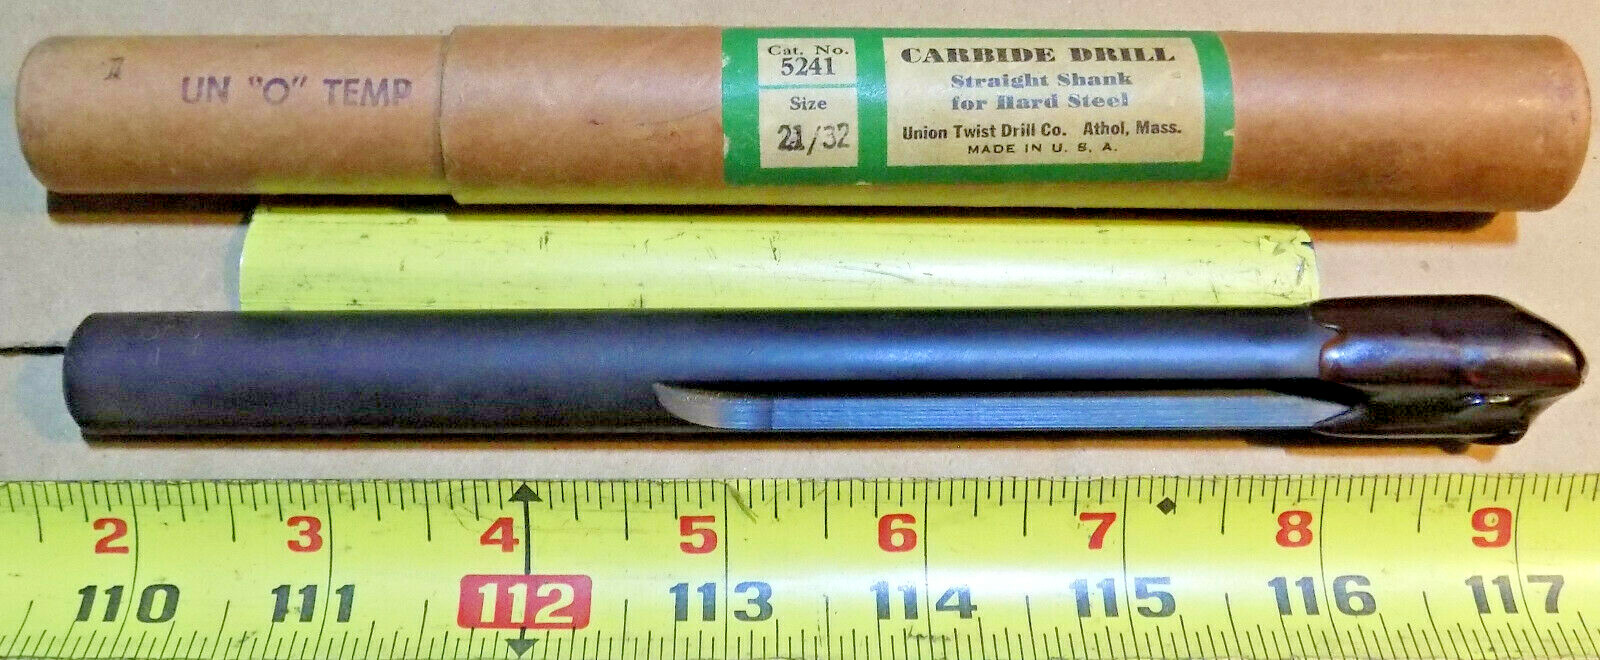 UN "O" TEMP
Cat. No.
5241
Size
21/32
CARBIDE DRILL
Straight Shank
for Hard Steel
Union Twist Drill Co. Athol, Mass.
MADE IN U. S. A.
2 3 4 5 6 7 8 9
110 111 112 113 114 115 116 117